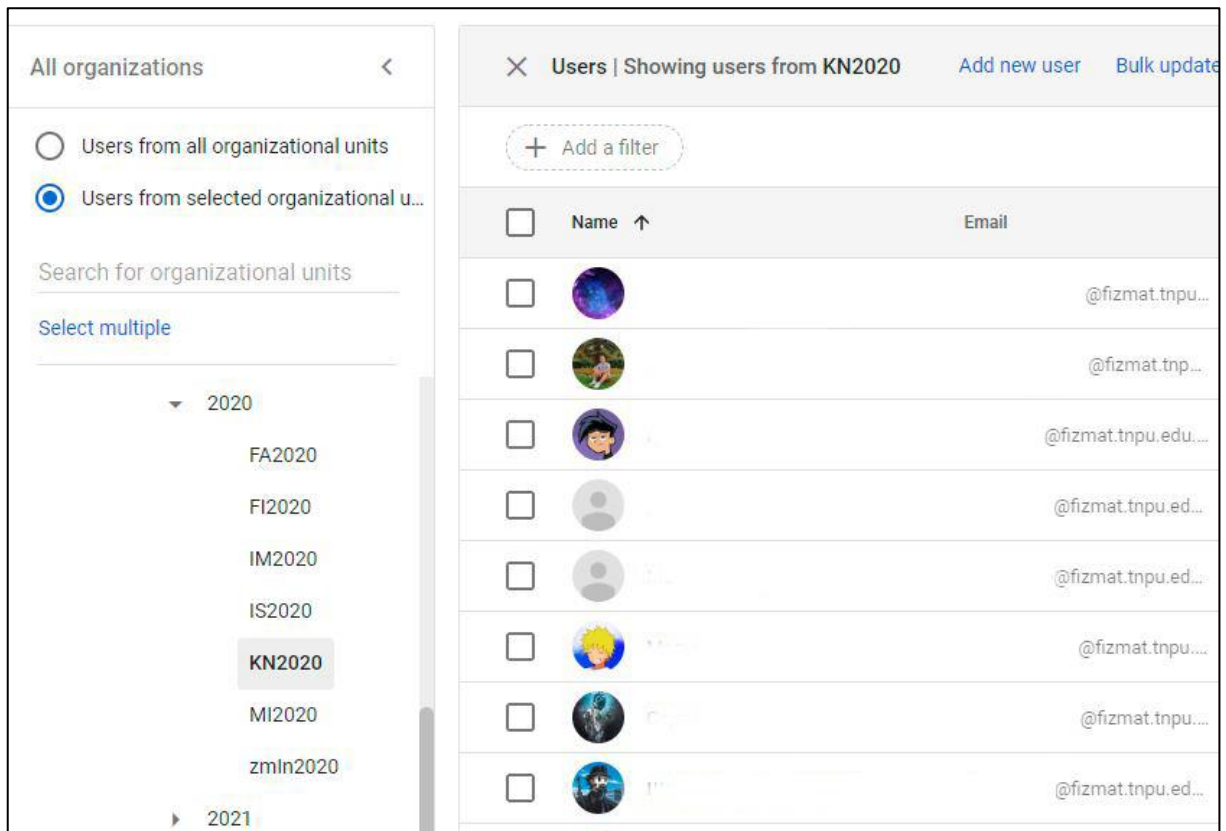 All organizations
Users from all organizational units
Users from selected organizational u...
Search for organizational units
Select multiple
2020
FA2020
FI2020
IM2020
IS2020
KN2020
MI2020
zmIn2020
2021
Users | Showing users from KN2020
Add new user
Bulk update
Add a filter
Name
Email
@fizmat.tnpu...
@fizmat.tnp...
@fizmat.tnpu.edu....
@fizmat.tnpu.ed...
@fizmat.tnpu.ed...
@fizmat.tnpu....
@fizmat.tnpu....
@fizmat.tnpu.ed...